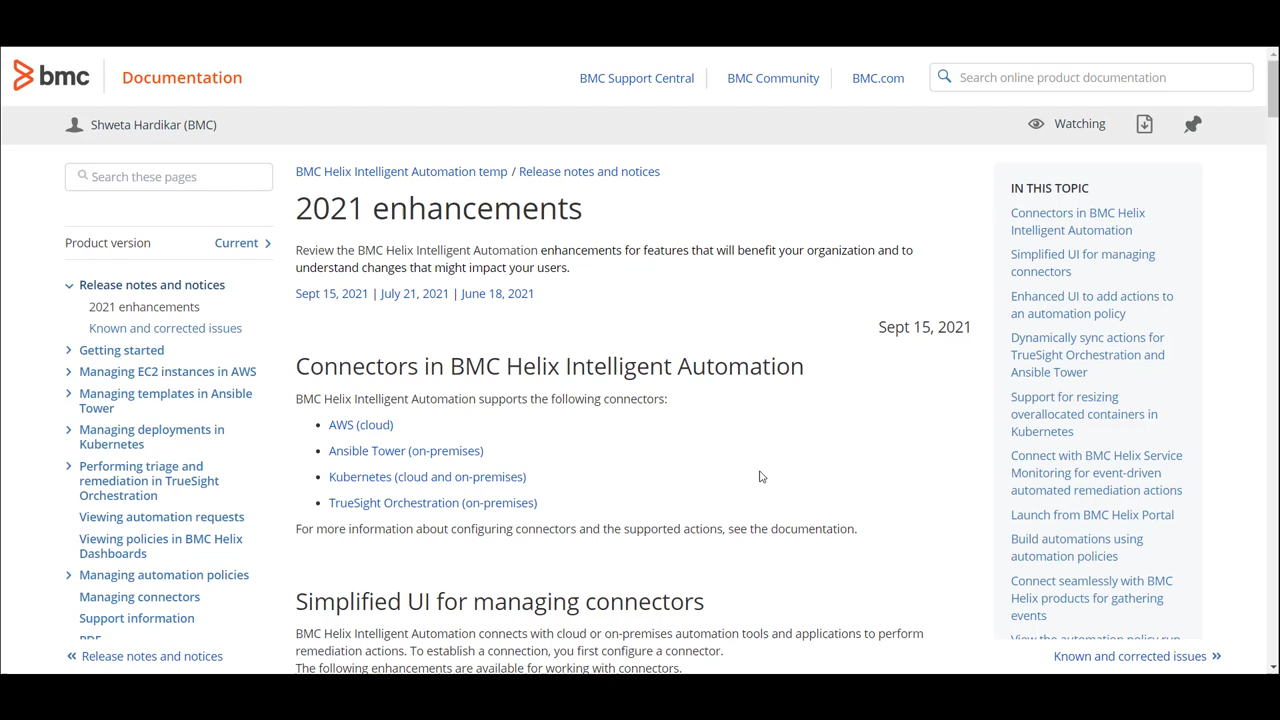 bmc
Documentation
BMC Support Central
BMC Community
BMC.com
Search online product documentation
Shweta Hardikar (BMC)
Watching
Search these pages
Product version
Current
Release notes and notices
2021 enhancements
Known and corrected issues
Getting started
Managing EC2 instances in AWS
Managing templates in Ansible
Tower
Managing deployments in
Kubernetes
Performing triage and
remediation in TrueSight
Orchestration
Viewing automation requests
Viewing policies in BMC Helix
Dashboards
Managing automation policies
Managing connectors
Support information
PDF
« Release notes and notices
BMC Helix Intelligent Automation temp / Release notes and notices
2021 enhancements
Review the BMC Helix Intelligent Automation enhancements for features that will benefit your organization and to
understand changes that might impact your users.
Sept 15, 2021 | July 21, 2021 | June 18, 2021
Sept 15, 2021
Connectors in BMC Helix Intelligent Automation
BMC Helix Intelligent Automation supports the following connectors:
• AWS (cloud)
• Ansible Tower (on-premises)
• Kubernetes (cloud and on-premises)
• TrueSight Orchestration (on-premises)
For more information about configuring connectors and the supported actions, see the documentation.
Simplified UI for managing connectors
BMC Helix Intelligent Automation connects with cloud or on-premises automation tools and applications to perform
remediation actions. To establish a connection, you first configure a connector.
The following enhancements are available for working with connectors.
IN THIS TOPIC
Connectors in BMC Helix
Intelligent Automation
Simplified UI for managing
connectors
Enhanced UI to add actions to
an automation policy
Dynamically sync actions for
TrueSight Orchestration and
Ansible Tower
Support for resizing
overallocated containers in
Kubernetes
Connect with BMC Helix Service
Monitoring for event-driven
automated remediation actions
Launch from BMC Helix Portal
Build automations using
automation policies
Connect seamlessly with BMC
Helix products for gathering
events
View the automation policy run
Known and corrected issues »